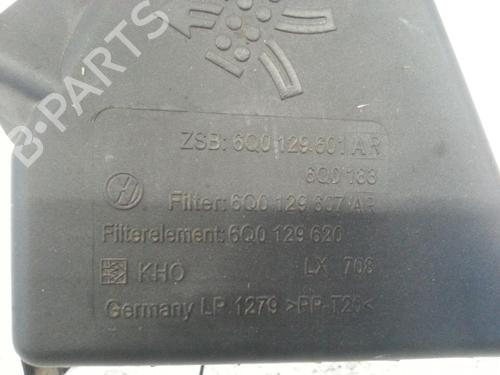 ZSB: 6Q0 129 601 AR
6Q0 183
Filter: 6Q0 129 607 AR
Filterelement: 6Q0 129 620
KHO LX 708
Germany LP 1279 >PP-T20<
B-PARTS